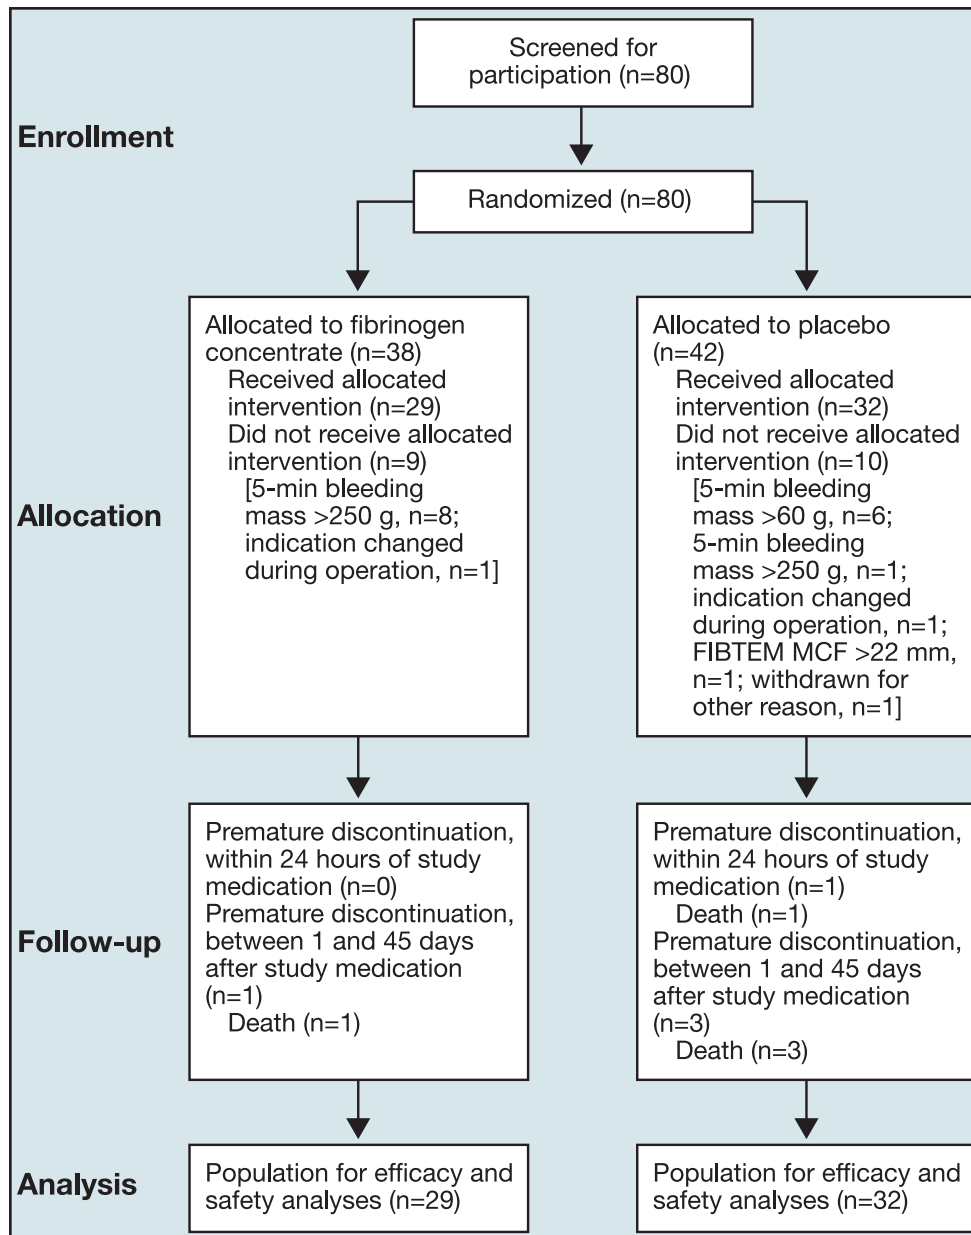 Screened for
participation (n=80)
Enrollment
Randomized (n=80)
Allocation
Allocated to fibrinogen
concentrate (n=38)
Received allocated
intervention (n=29)
Did not receive allocated
intervention (n=9)
[5-min bleeding
mass >250 g, n=8;
indication changed
during operation, n=1]
Allocated to placebo
(n=42)
Received allocated
intervention (n=32)
Did not receive allocated
intervention (n=10)
[5-min bleeding
mass >60 g, n=6;
5-min bleeding
mass >250 g, n=1;
indication changed
during operation, n=1;
FIBTEM MCF >22 mm,
n=1; withdrawn for
other reason, n=1]
Follow-up
Premature discontinuation,
within 24 hours of study
medication (n=0)
Premature discontinuation,
between 1 and 45 days
after study medication
(n=1)
Death (n=1)
Premature discontinuation,
within 24 hours of study
medication (n=1)
Death (n=1)
Premature discontinuation,
between 1 and 45 days
after study medication
(n=3)
Death (n=3)
Analysis
Population for efficacy and
safety analyses (n=29)
Population for efficacy and
safety analyses (n=32)